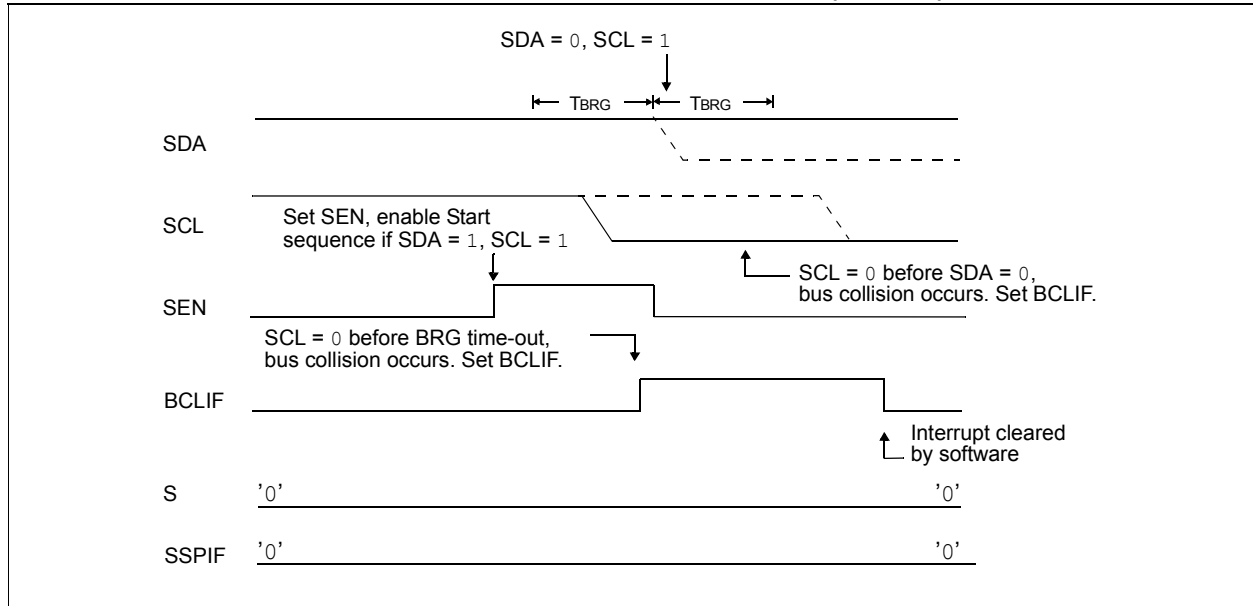 SDA = 0, SCL = 1
TBRG TBRG
SDA
SCL
Set SEN, enable Start
sequence if SDA = 1, SCL = 1
SCL = 0 before SDA = 0,
bus collision occurs. Set BCLIF.
SEN
SCL = 0 before BRG time-out,
bus collision occurs. Set BCLIF.
BCLIF
Interrupt cleared
by software
S '0' '0'
SSPIF '0' '0'